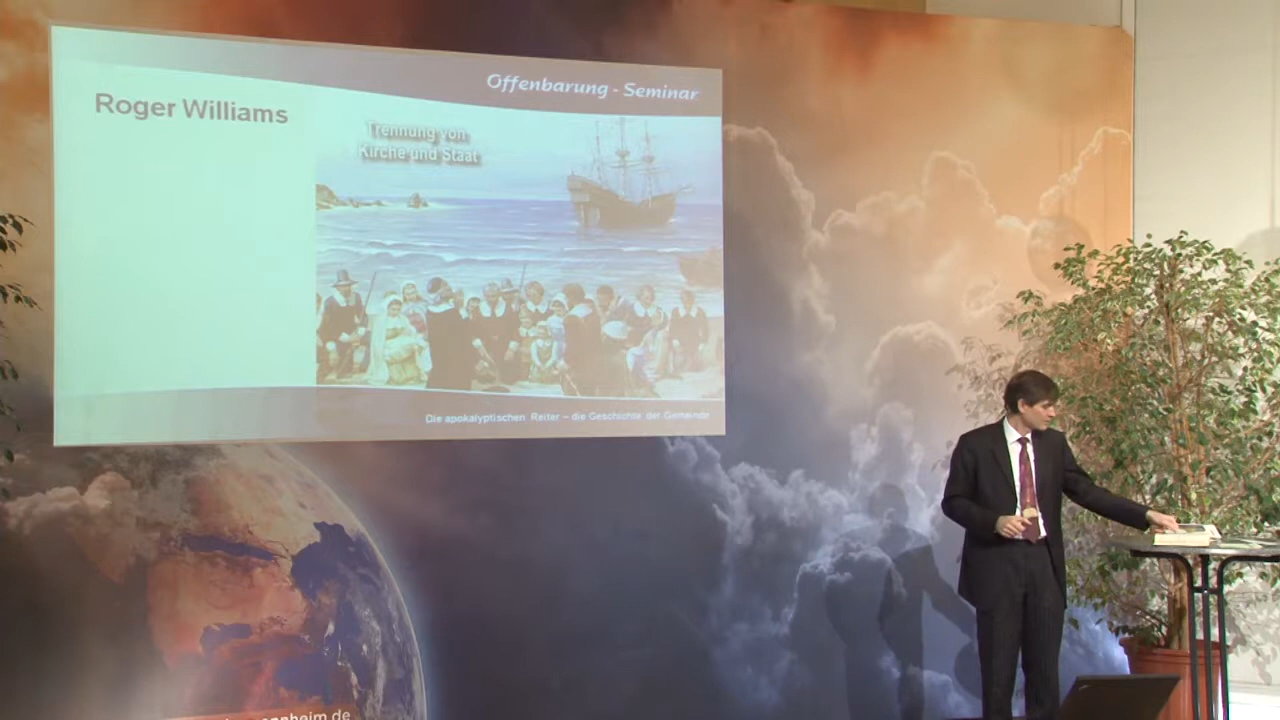 Offenbarung - Seminar
Roger Williams
Trennung von
Kirche und Staat
Die apokalyptischen Reiter – die Geschichte der Gemeinde